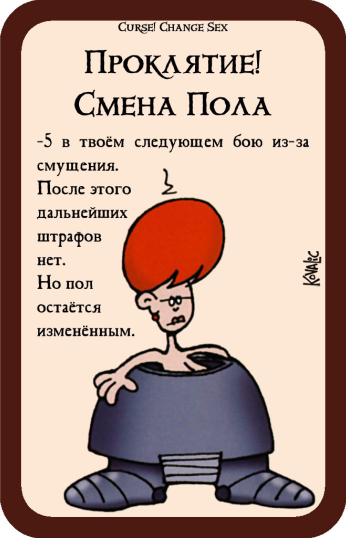 Curse! Change Sex
Проклятие!
Смена Пола
-5 в твоём следующем бою из-за
смущения.
После этого
дальнейших
штрафов
нет.
Но пол
остаётся
изменённым.
Kovalic